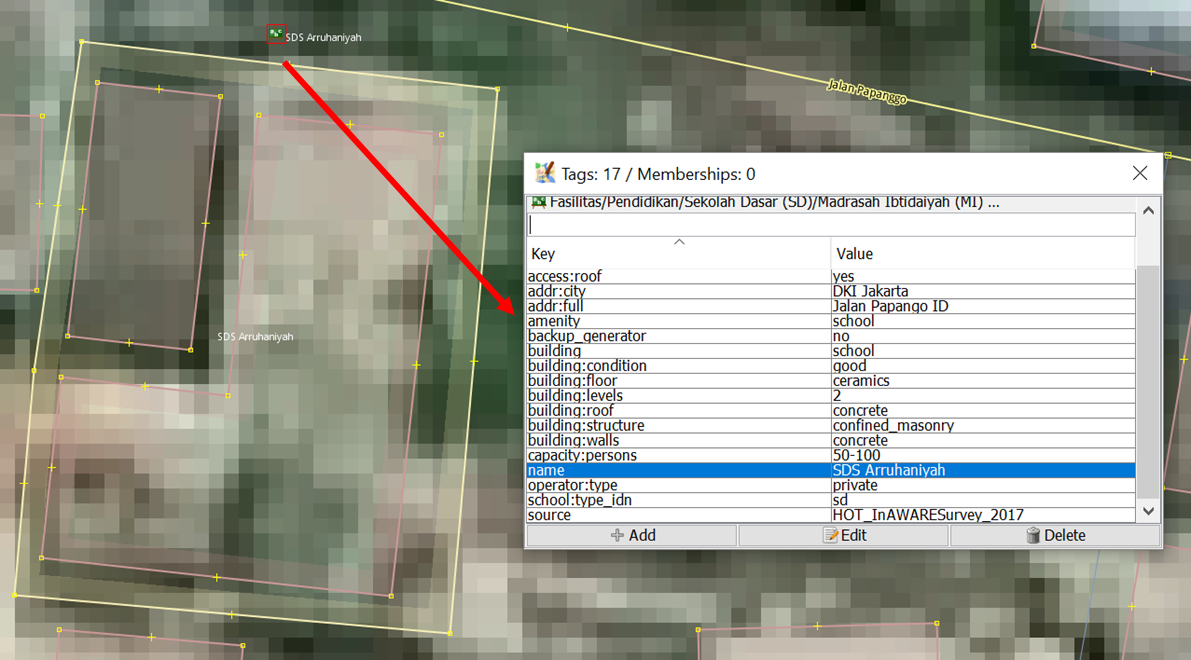 SDS Arruhaniyah
Jalan Papanggo
SDS Arruhaniyah
Tags: 17 / Memberships: 0
Fasilitas/Pendidikan/Sekolah Dasar (SD)/Madrasah Ibtidaiyah (MI) ...
Key Value
access:roof yes
addr:city DKI Jakarta
addr:full Jalan Papango ID
amenity school
backup_generator no
building school
building:condition good
building:floor ceramics
building:levels 2
building:roof concrete
building:structure confined_masonry
building:walls concrete
capacity:persons 50-100
name SDS Arruhaniyah
operator:type private
school:type_idn sd
source HOT_InAWARESurvey_2017
Add Edit Delete